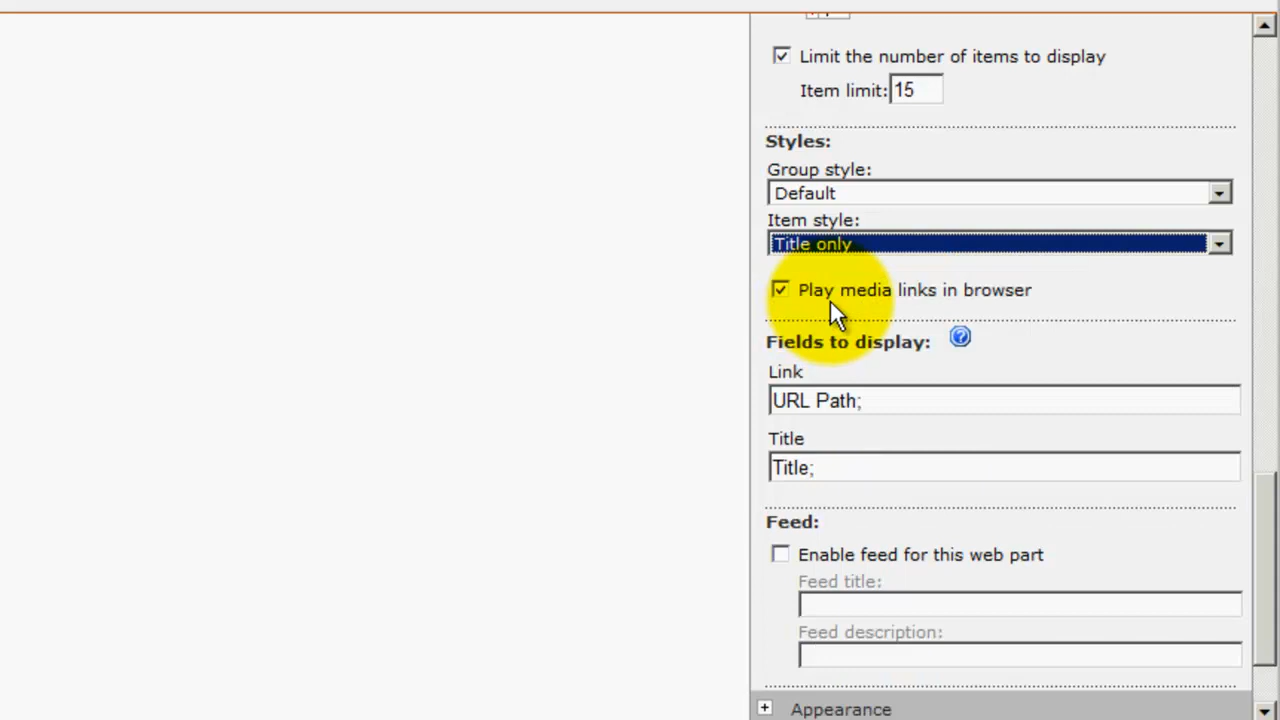 Limit the number of items to display
Item limit: 15
Styles:
Group style:
Default
Item style:
Title only
Play media links in browser
Fields to display:
Link
URL Path;
Title
Title;
Feed:
Enable feed for this web part
Feed title:
Feed description:
Appearance